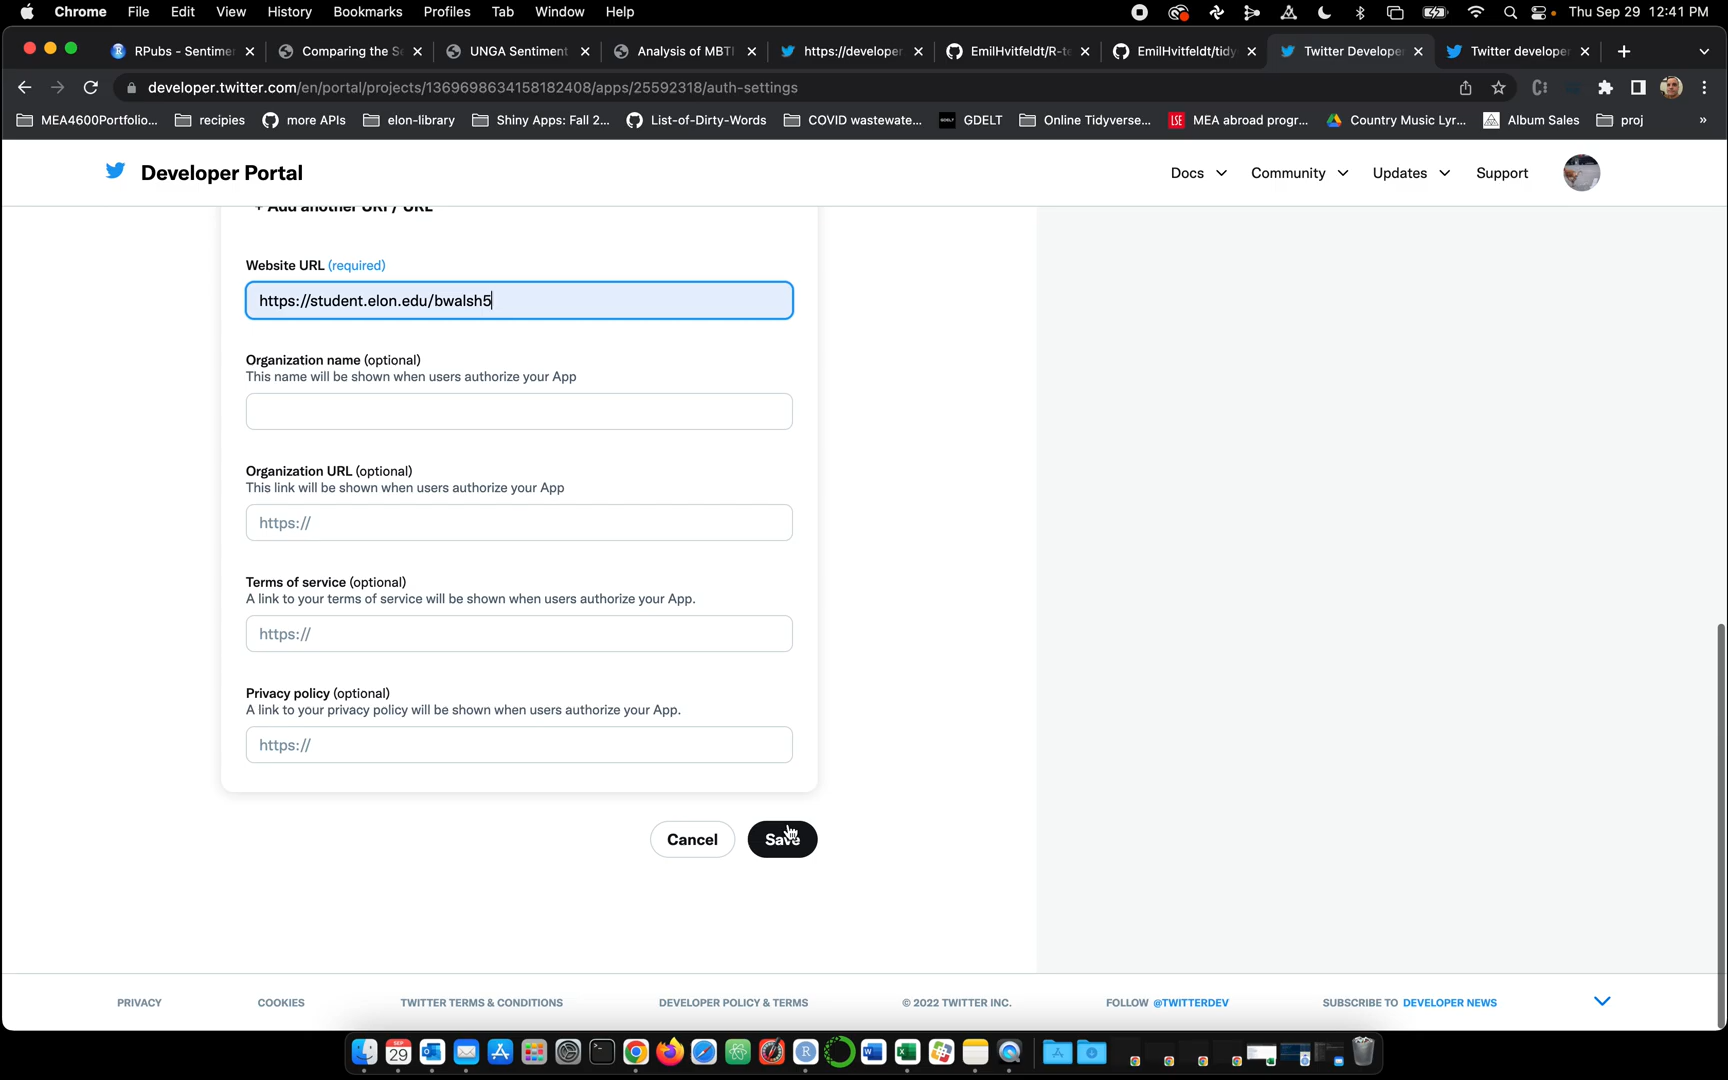 Chrome File Edit View History Bookmarks Profiles Tab Window Help Thu Sep 29 12:41 PM
RPubs - Sentimer Comparing the Sc UNGA Sentiment Analysis of MBTI https://developer EmilHvitfeldt/R-te EmilHvitfeldt/tidy Twitter Develope Twitter developer
developer.twitter.com/en/portal/projects/1369698634158182408/apps/25592318/auth-settings
MEA4600Portfolio... recipies more APIs elon-library Shiny Apps: Fall 2... List-of-Dirty-Words COVID wastewate... GDELT Online Tidyverse... LSE MEA abroad progr... Country Music Lyr... Album Sales proj »
Developer Portal Docs Community Updates Support
+ Add another URI / URL
Website URL (required)
https://student.elon.edu/bwalsh5
Organization name (optional)
This name will be shown when users authorize your App
Organization URL (optional)
This link will be shown when users authorize your App
https://
Terms of service (optional)
A link to your terms of service will be shown when users authorize your App.
https://
Privacy policy (optional)
A link to your privacy policy will be shown when users authorize your App.
https://
Cancel Save
PRIVACY COOKIES TWITTER TERMS & CONDITIONS DEVELOPER POLICY & TERMS © 2022 TWITTER INC. FOLLOW @TWITTERDEV SUBSCRIBE TO DEVELOPER NEWS
SEP
29